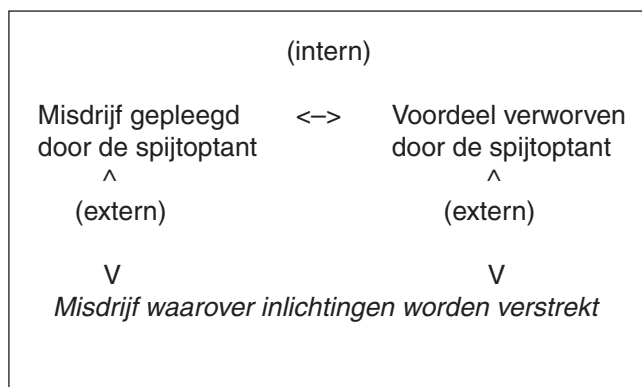 (intern)
Misdrijf gepleegd <–> Voordeel verworven
door de spijtoptant door de spijtoptant
^ ^
(extern) (extern)
V V
Misdrijf waarover inlichtingen worden verstrekt